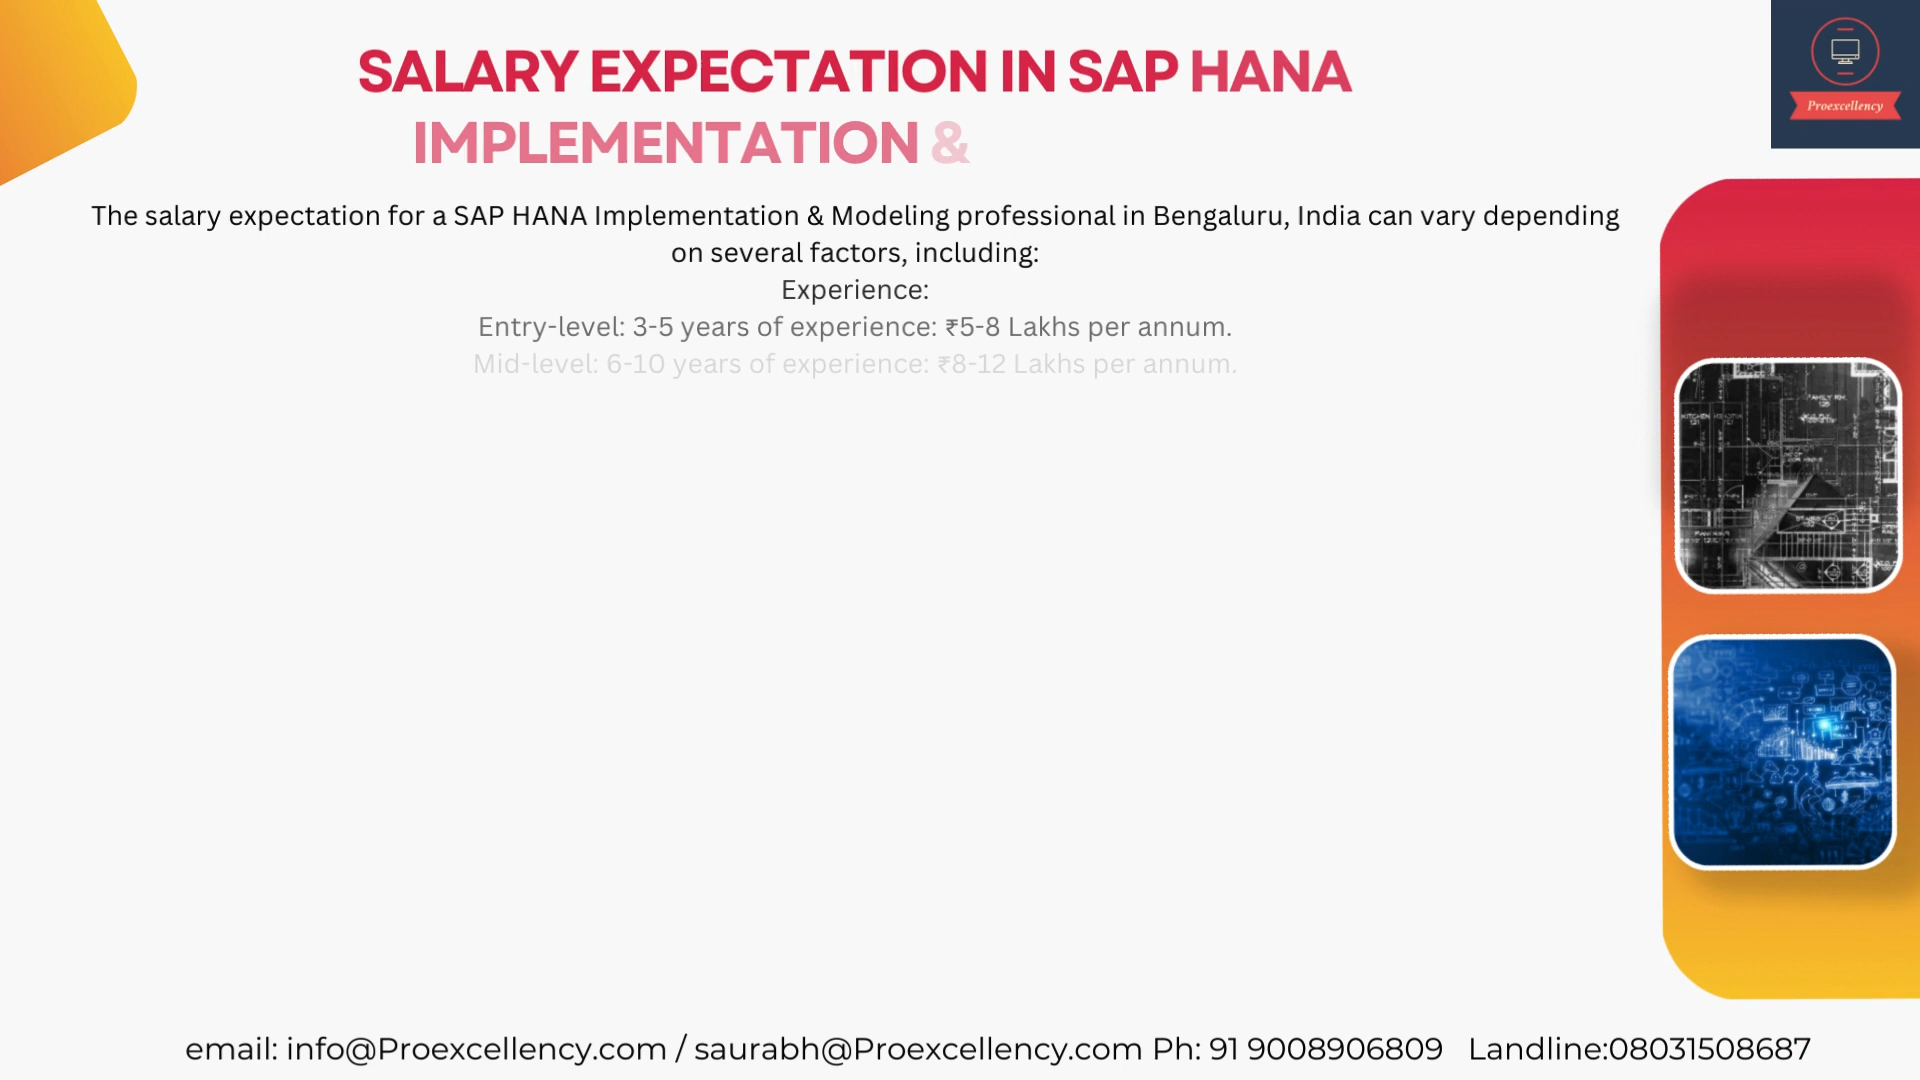 SALARY EXPECTATION IN SAP HANA
IMPLEMENTATION &
Proexcellency
The salary expectation for a SAP HANA Implementation & Modeling professional in Bengaluru, India can vary depending
on several factors, including:
Experience:
Entry-level: 3-5 years of experience: ₹5-8 Lakhs per annum.
Mid-level: 6-10 years of experience: ₹8-12 Lakhs per annum.
FAMILY RM.
KITCHEN
email: info@Proexcellency.com / saurabh@Proexcellency.com Ph: 91 9008906809 Landline:08031508687